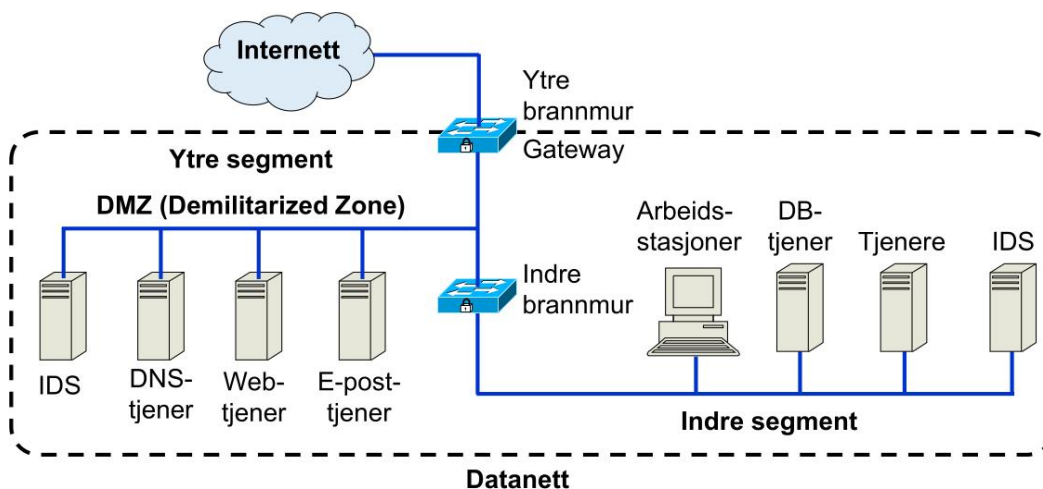 Internett
Ytre
brannmur
Gateway
Ytre segment
DMZ (Demilitarized Zone)
IDS
DNS-
tjener
Web-
tjener
E-post-
tjener
Indre
brannmur
Arbeids-
stasjoner
DB-
tjener
Tjenere
IDS
Indre segment
Datanett